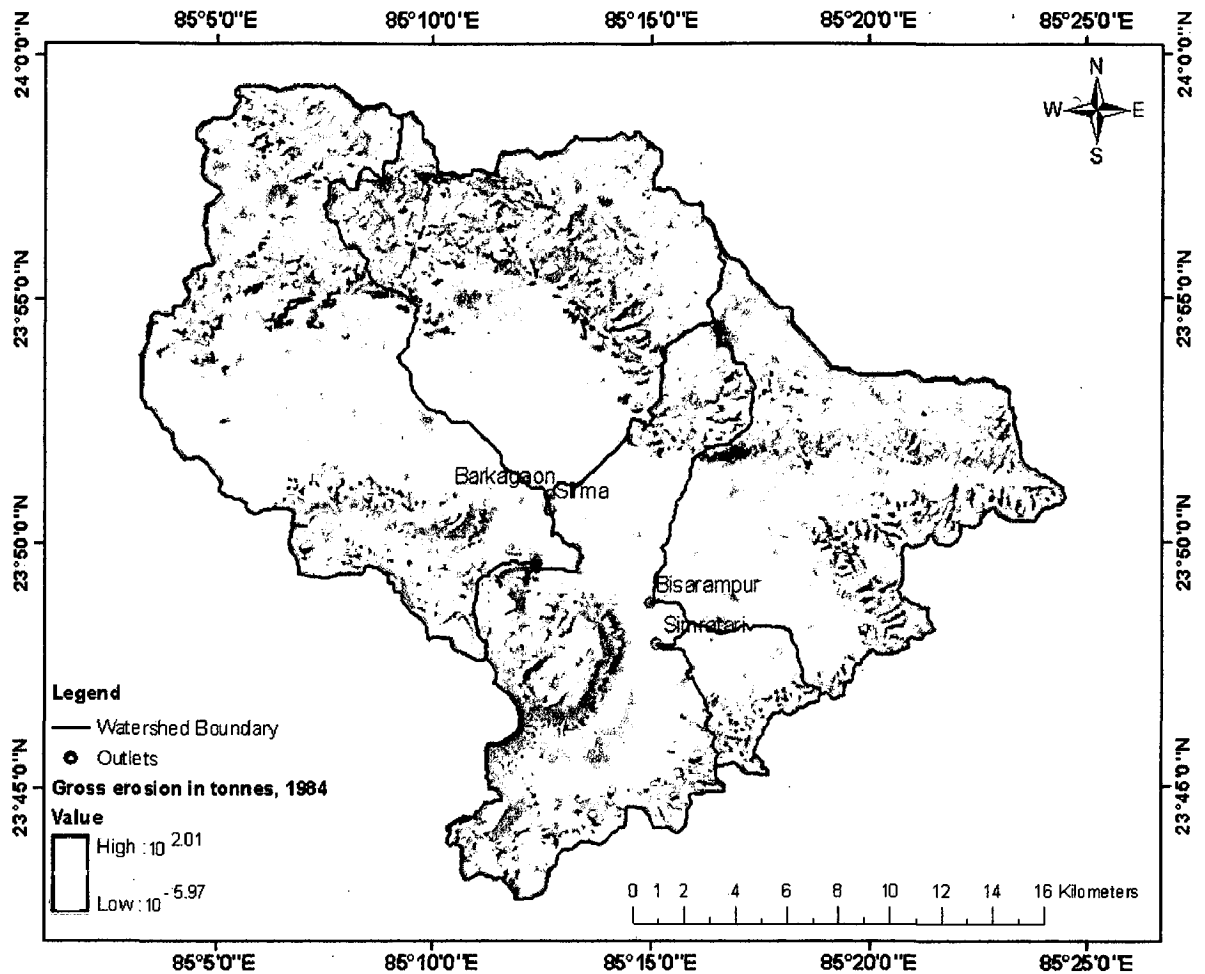 85°5'0"E 85°10'0"E 85°15'0"E 85°20'0"E 85°25'0"E
24°0'0"N
24°0'0"N
N
W E
S
23°55'0"N
23°55'0"N
Barkagaon
Sirma
23°50'0"N
23°50'0"N
Bisarampur
Simratari
Legend
Watershed Boundary
Outlets
Gross erosion in tonnes, 1984
Value
High : 10 2.01
Low : 10 -5.97
23°45'0"N
23°45'0"N
0 1 2 4 6 8 10 12 14 16 Kilometers
85°5'0"E 85°10'0"E 85°15'0"E 85°20'0"E 85°25'0"E